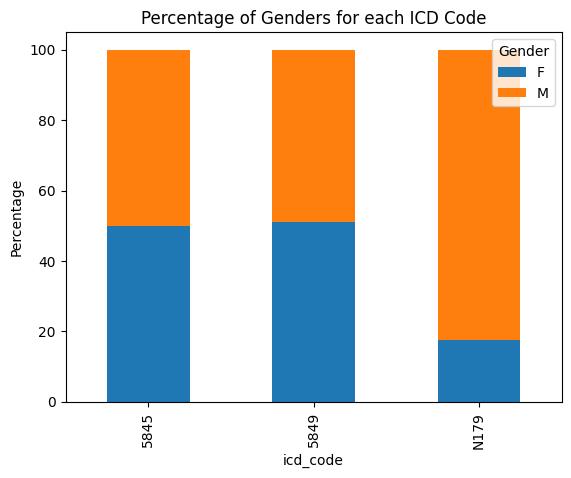 Percentage of Genders for each ICD Code
Gender
F
M
Percentage
100
80
60
40
20
0
5845
5849
N179
icd_code